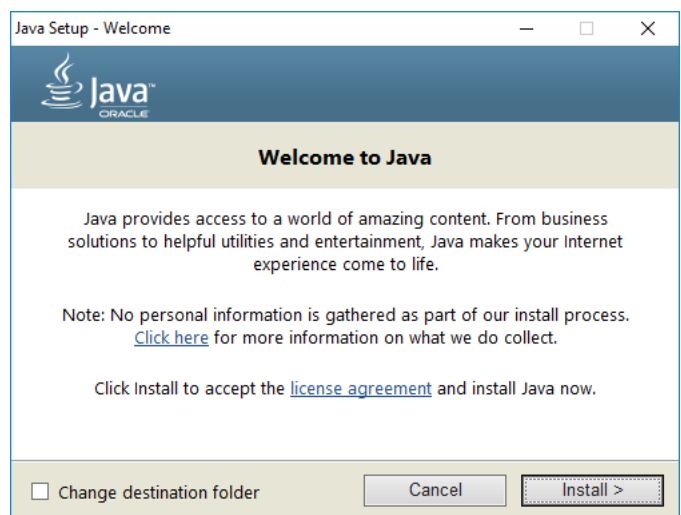 Java Setup - Welcome
Java™
ORACLE
Welcome to Java
Java provides access to a world of amazing content. From business
solutions to helpful utilities and entertainment, Java makes your Internet
experience come to life.
Note: No personal information is gathered as part of our install process.
Click here for more information on what we do collect.
Click Install to accept the license agreement and install Java now.
Change destination folder
Cancel
Install >